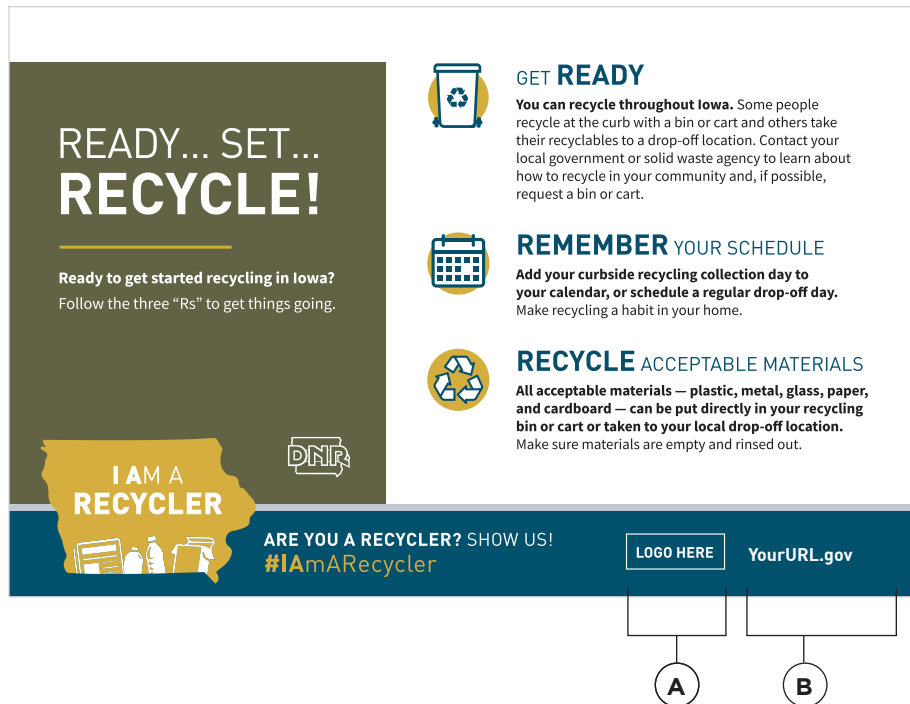 READY... SET...
RECYCLE!
Ready to get started recycling in Iowa?
Follow the three “Rs” to get things going.
DNR
I AM A
RECYCLER
GET READY
You can recycle throughout Iowa. Some people
recycle at the curb with a bin or cart and others take
their recyclables to a drop-off location. Contact your
local government or solid waste agency to learn about
how to recycle in your community and, if possible,
request a bin or cart.
REMEMBER YOUR SCHEDULE
Add your curbside recycling collection day to
your calendar, or schedule a regular drop-off day.
Make recycling a habit in your home.
RECYCLE ACCEPTABLE MATERIALS
All acceptable materials — plastic, metal, glass, paper,
and cardboard — can be put directly in your recycling
bin or cart or taken to your local drop-off location.
Make sure materials are empty and rinsed out.
ARE YOU A RECYCLER? SHOW US!
#IAmARecycler
LOGO HERE
YourURL.gov
A
B